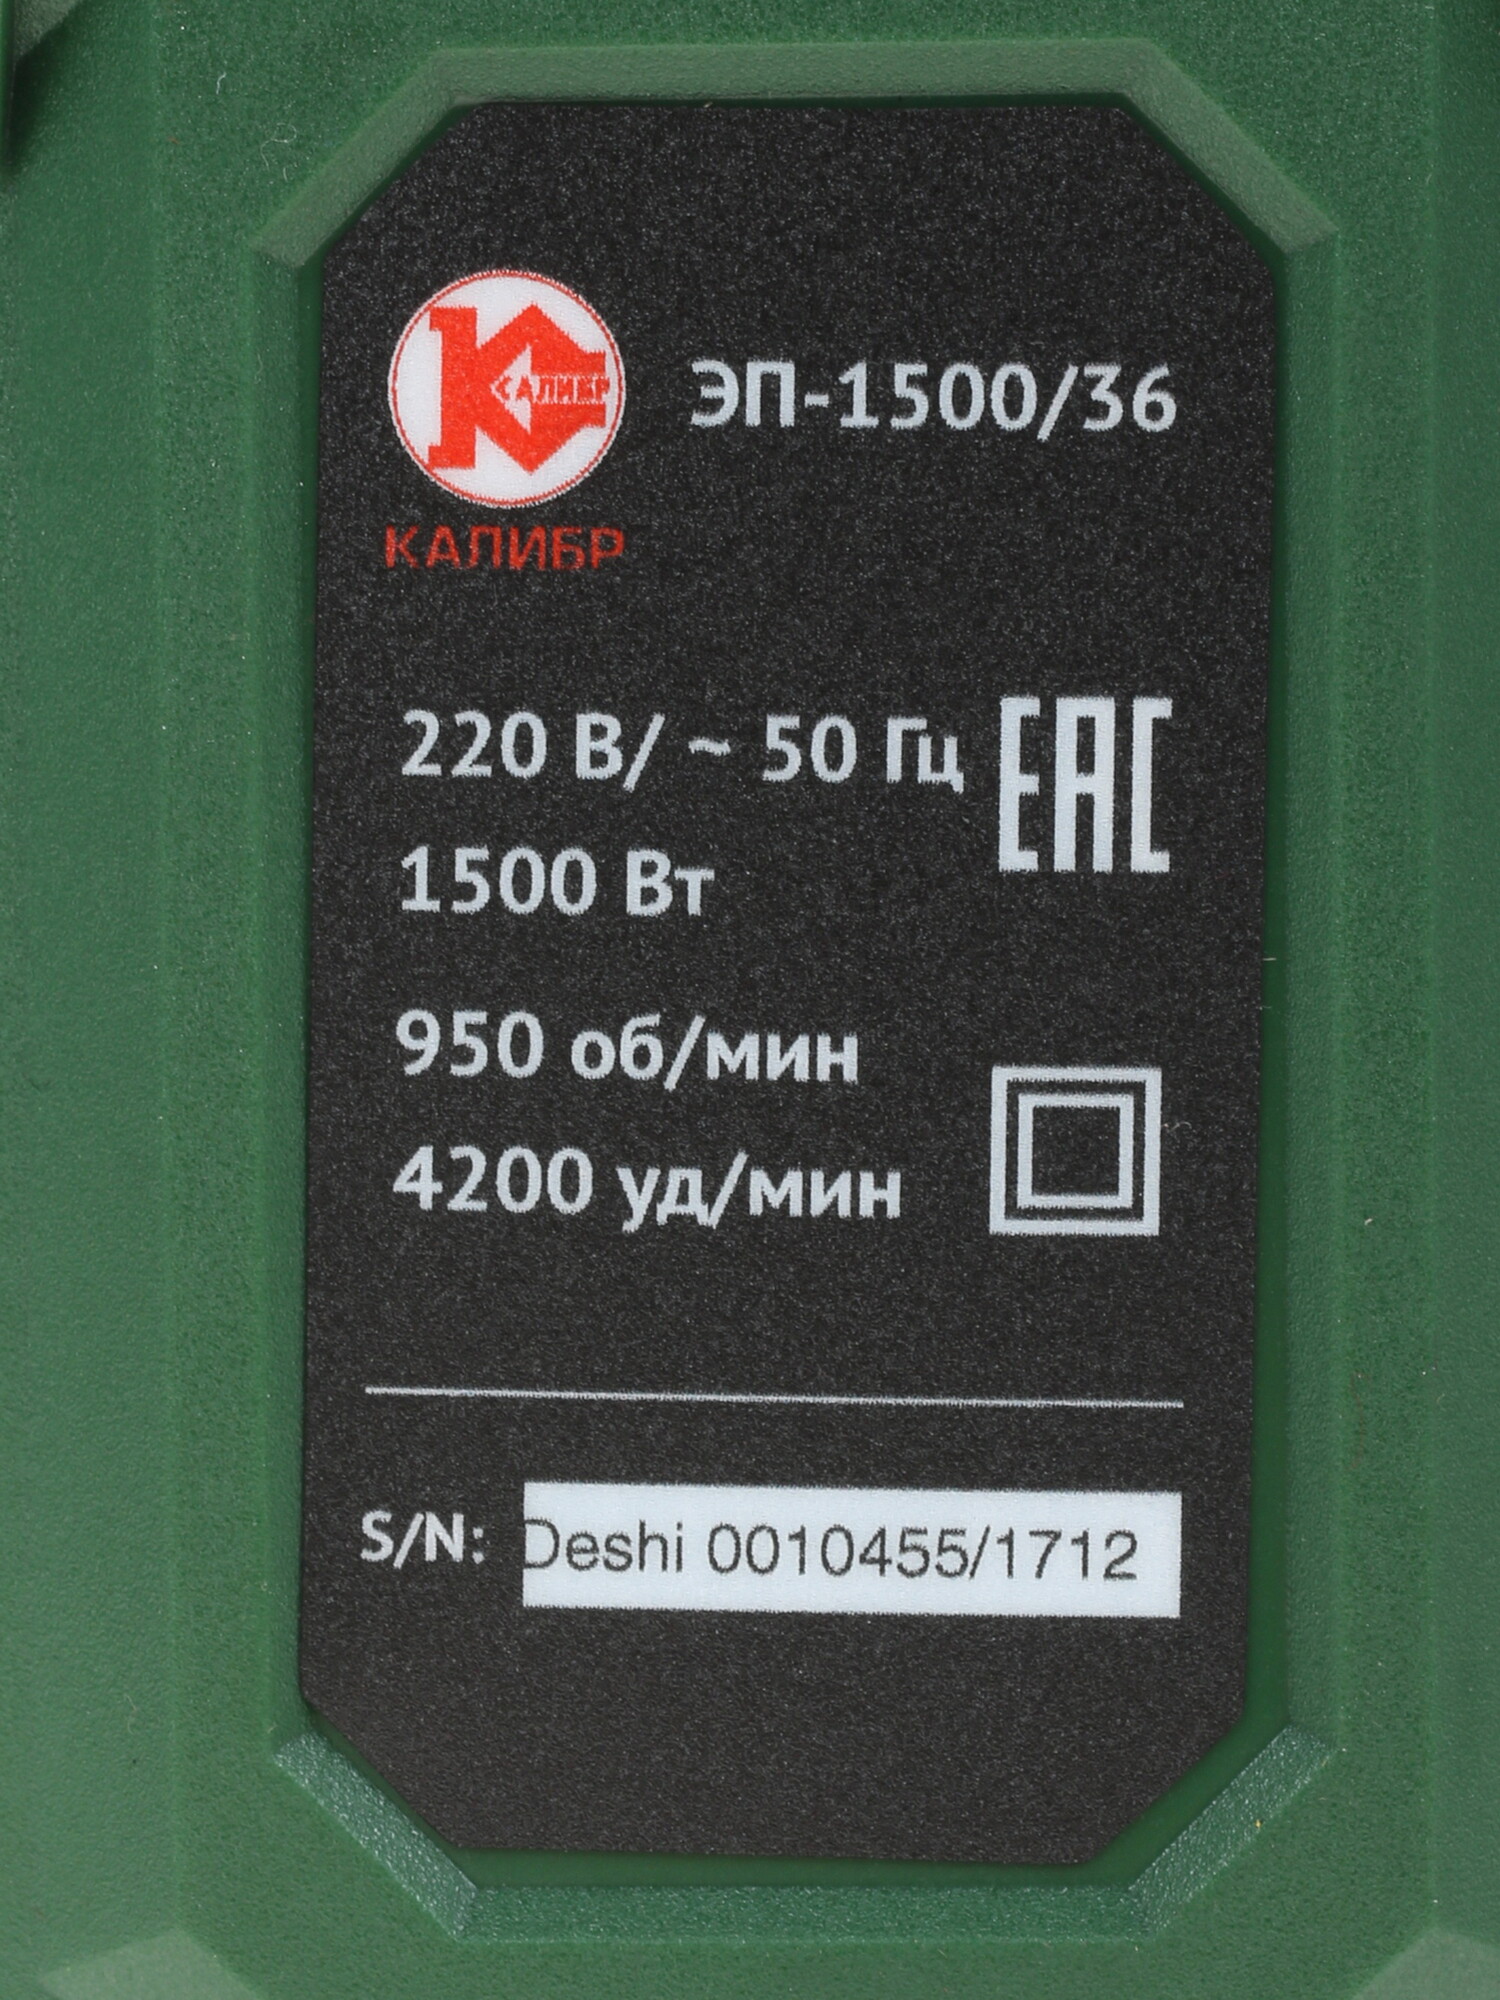 КАЛИБР
ЭП-1500/36
КАЛИБР
220 В/ ~ 50 Гц
EAC
1500 Вт
950 об/мин
4200 уд/мин
S/N: Deshi 0010455/1712